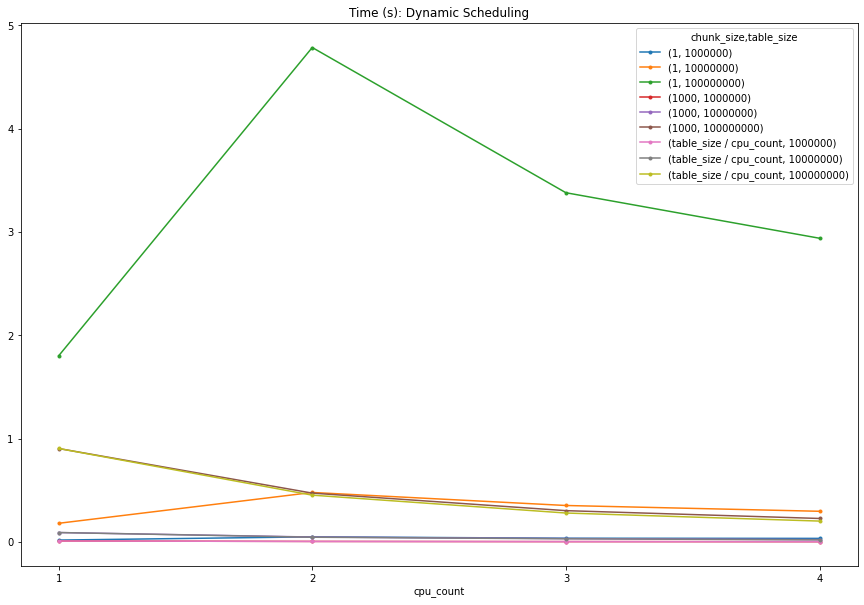 Time (s): Dynamic Scheduling
5
4
3
2
1
0
chunk_size,table_size
(1, 1000000)
(1, 10000000)
(1, 100000000)
(1000, 1000000)
(1000, 10000000)
(1000, 100000000)
(table_size / cpu_count, 1000000)
(table_size / cpu_count, 10000000)
(table_size / cpu_count, 100000000)
1 2 3 4
cpu_count